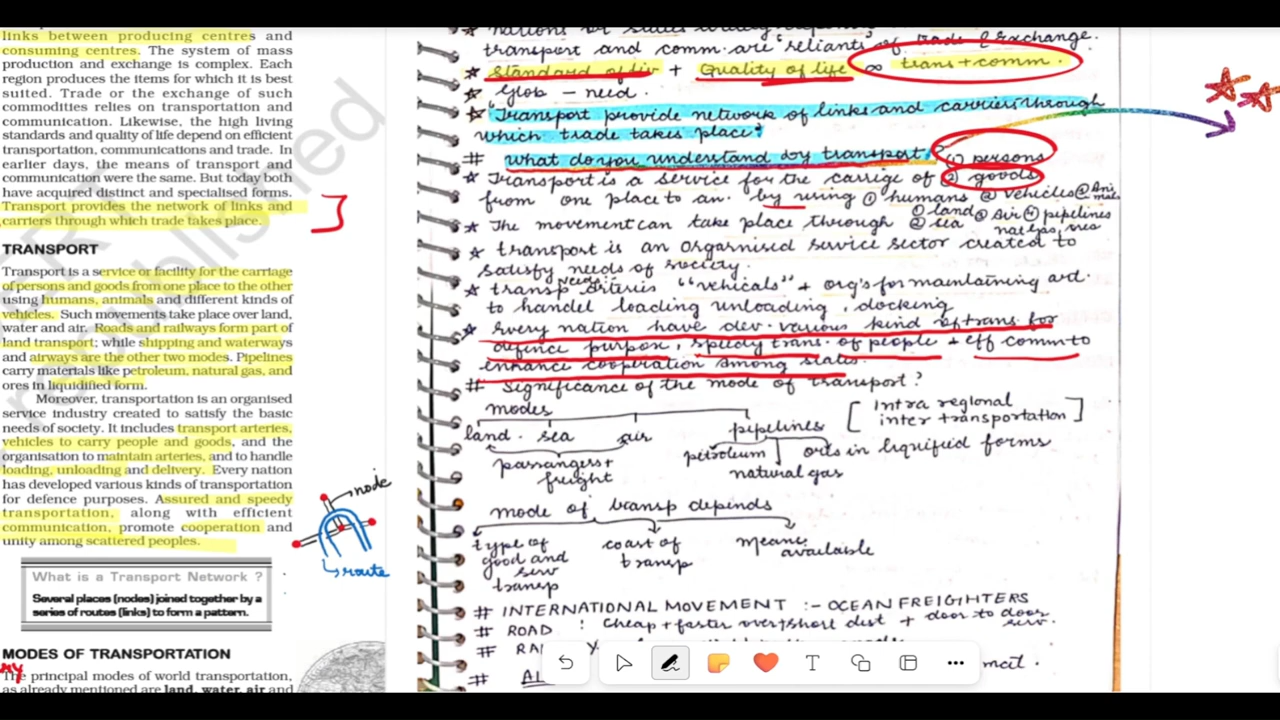 links between producing centres and
consuming centres. The system of mass
production and exchange is complex. Each
region produces the items for which it is best
suited. Trade or the exchange of such
commodities relies on transportation and
communication. Likewise, the high living
standards and quality of life depend on efficient
transportation, communications and trade. In
earlier days, the means of transport and
communication were the same. But today both
have acquired distinct and specialised forms.
Transport provides the network of links and
carriers through which trade takes place.
TRANSPORT
Transport is a service or facility for the carriage
of persons and goods from one place to the other
using humans, animals and different kinds of
vehicles. Such movements take place over land,
water and air. Roads and railways form part of
land transport; while shipping and waterways
and airways are the other two modes. Pipelines
carry materials like petroleum, natural gas, and
ores in liquidified form.
Moreover, transportation is an organised
service industry created to satisfy the basic
needs of society. It includes transport arteries,
vehicles to carry people and goods, and the
organisation to maintain arteries, and to handle
loading, unloading and delivery. Every nation
has developed various kinds of transportation
for defence purposes. Assured and speedy
transportation, along with efficient
communication, promote cooperation and
unity among scattered peoples.
What is a Transport Network ?
Several places (nodes) joined together by a
series of routes (links) to form a pattern.
MODES OF TRANSPORTATION
The principal modes of world transportation,
as already mentioned are land, water, air and
node
route
transport and comm. are "reliants" of trade & exchange.
☆ Standard of liv + Quality of life ∝ trans + comm.
☆ Glob - need.
☆ "Transport provide network of links and carriers through
which trade takes place"
# what do you understand by transport ?
☆ Transport is a service for the carrige of ① persons ② goods
from one place to an. by using ① humans @ vehicles @ Animals
☆ The movement can take place through ① land @ Air ④ pipelines
② sea nat gas,
☆ transport is an organnised service sector created to
satisfy needs of society.
☆ transp "vehicals" + org's for maintaining
to handel loading unloading, docking
☆ Every nation have dev. various kind of trans. for
defence purpose, speedy trans. of people + eff comm to
enhance cooperation among states.
# Significance of the mode of transport?
modes
land. sea air pipelines
[Intra regional
inter transportation]
passangers +
freight
petroleum
natural gas
in liquified forms
mode of transp depends
type of
good and
serv
transp
coast of
transp
means
available
# INTERNATIONAL MOVEMENT :- OCEAN FREIGHTERS
# ROAD : Cheap + faster over short dist + door to door
serv.
#
#
T